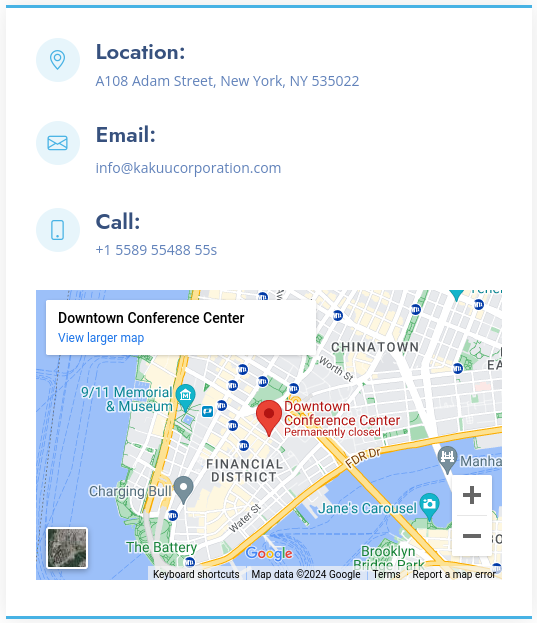 Location:
A108 Adam Street, New York, NY 535022
Email:
info@kakuucorporation.com
Call:
+1 5589 55488 55s
Downtown Conference Center
View larger map
CHINATOWN
Worth St
9/11 Memorial
& Museum
Downtown
Conference Center
Permanently closed
FDR Dr
FINANCIAL
DISTRICT
Charging Bull
Water St
Jane's Carousel
The Battery
Google
Brooklyn
Bridge Park
Keyboard shortcuts
Map data ©2024 Google
Terms
Report a map error